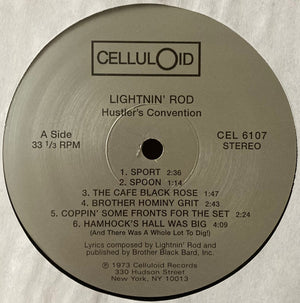 CELLULOID
LIGHTNIN' ROD
Hustler's Convention
A Side
33 1/3 RPM
CEL 6107
STEREO
1. SPORT 2:36
2. SPOON 1:14
3. THE CAFE BLACK ROSE 1:47
4. BROTHER HOMINY GRIT 2:43
5. COPPIN' SOME FRONTS FOR THE SET 2:24
6. HAMHOCK'S HALL WAS BIG 4:09
(And There Was A Whole Lot To Dig!)
Lyrics composed by Lightnin' Rod and
published by Brother Black Bard, Inc.
© 1973 Celluloid Records
330 Hudson Street
New York, NY 10013